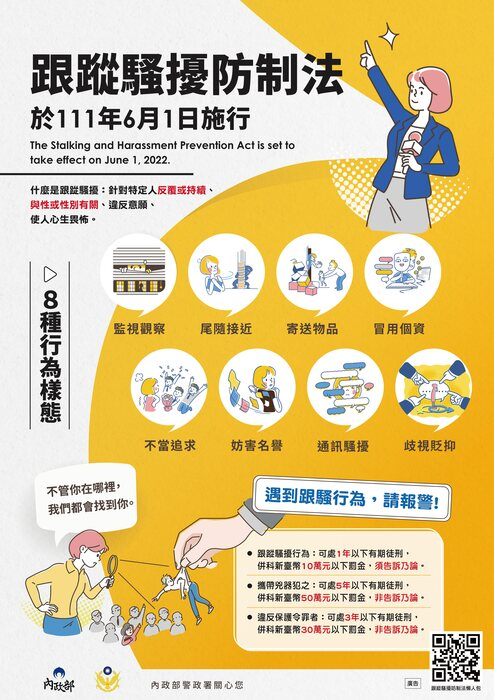 跟蹤騷擾防制法
於111年6月1日施行
The Stalking and Harassment Prevention Act is set to
take effect on June 1, 2022.
什麼是跟蹤騷擾：針對特定人反覆或持續、
與性或性別有關、違反意願、
使人心生畏怖。
8種行為樣態
監視觀察
尾隨接近
寄送物品
冒用個資
不當追求
妨害名譽
通訊騷擾
歧視貶抑
不管你在哪裡，
我們都會找到你。
遇到跟騷行為，請報警!
跟蹤騷擾行為：可處1年以下有期徒刑，
併科新臺幣10萬元以下罰金，須告訴乃論。
攜帶兇器犯之：可處5年以下有期徒刑，
併科新臺幣50萬元以下罰金，非告訴乃論。
違反保護令罪者：可處3年以下有期徒刑，
併科新臺幣30萬元以下罰金，非告訴乃論。
內政部
內政部警政署關心您
廣告
跟蹤騷擾防制法懶人包